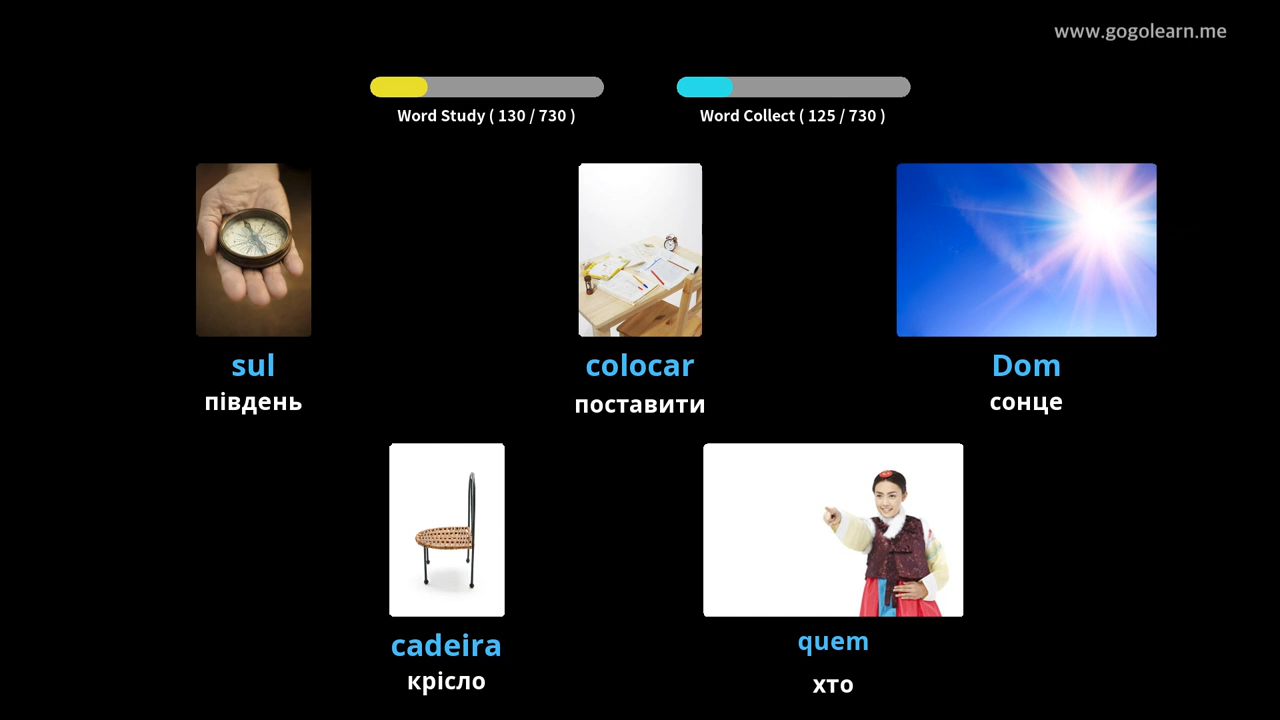 www.gogolearn.me
Word Study ( 130 / 730 )
Word Collect ( 125 / 730 )
sul
південь
colocar
поставити
Dom
сонце
cadeira
крісло
quem
хто